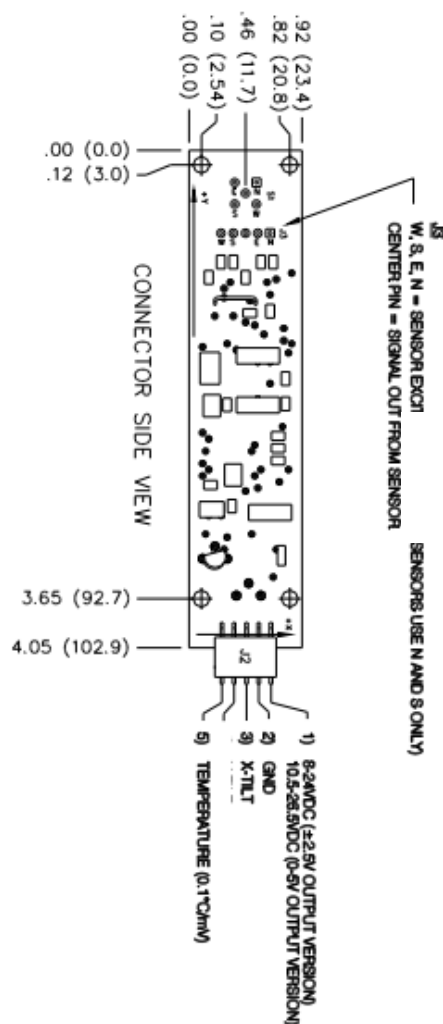 .92 (23.4)
.82 (20.8)
.46 (11.7)
.10 (2.54)
.00 (0.0)
.00 (0.0)
.12 (3.0)
3.65 (92.7)
4.05 (102.9)
+Y
S1
J3
CONNECTOR SIDE VIEW
+X
J2
J3
W, S, E, N = SENSOR EXCIT
CENTER PIN = SIGNAL OUT FROM SENSOR
SENSORS USE N AND S ONLY)
1) 8-24VDC (±2.5V OUTPUT VERSION)
10.5-26.5VDC (0-5V OUTPUT VERSION)
2) GND
3) X-TILT
5) TEMPERATURE (0.1°C/mV)